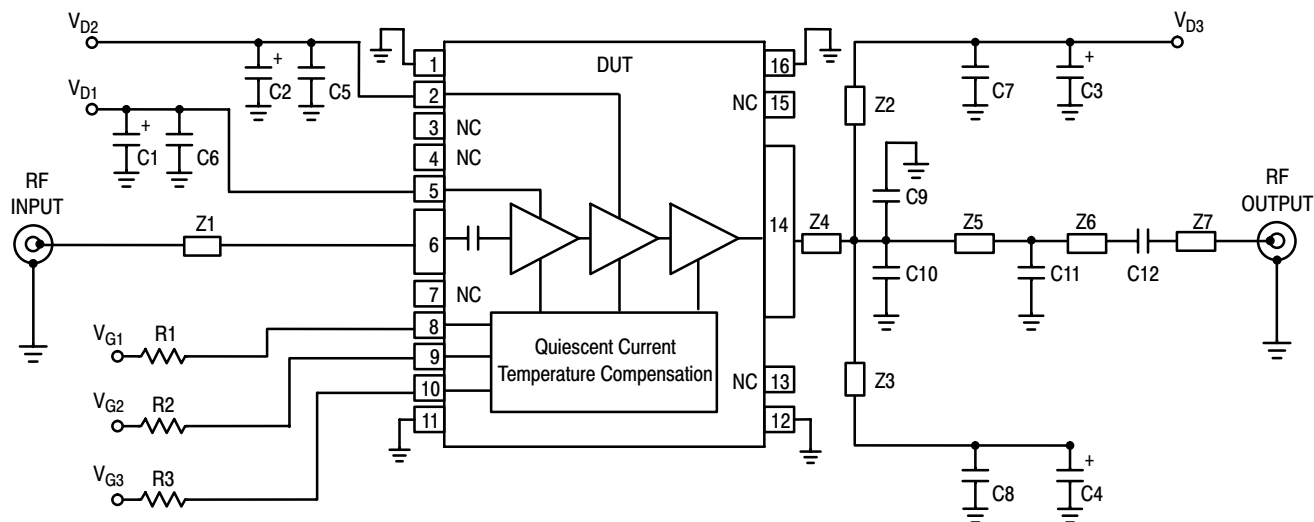 VD2
VD3
1
DUT
16
+
C2
C5
C7
+
C3
VD1
2
NC
15
Z2
3
NC
+
C1
C6
4
NC
C9
RF
INPUT
5
RF
OUTPUT
Z1
6
14
Z4
Z5
Z6
Z7
C10
C11
C12
7
NC
VG1
R1
8
Quiescent Current
Temperature Compensation
9
Z3
NC
13
VG2
R2
10
11
12
VG3
R3
+
C8
C4